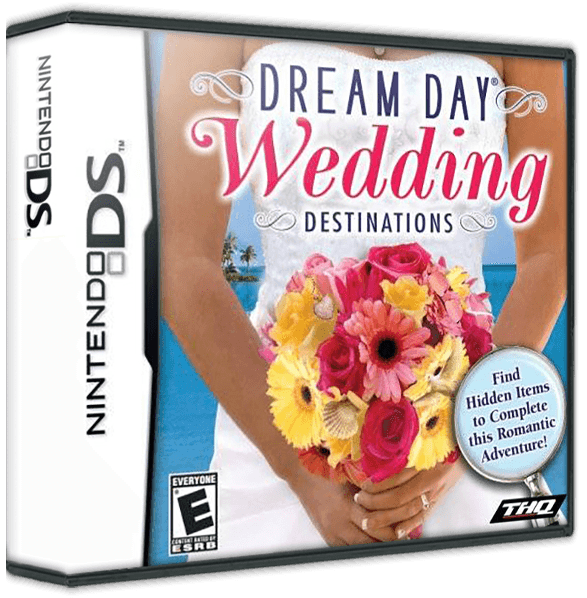 NINTENDO DS
NINTENDO DS™
DREAM DAY®
Wedding
DESTINATIONS
Find
Hidden Items
to Complete
this Romantic
Adventure!
EVERYONE
E
CONTENT RATED BY
ESRB
THQ